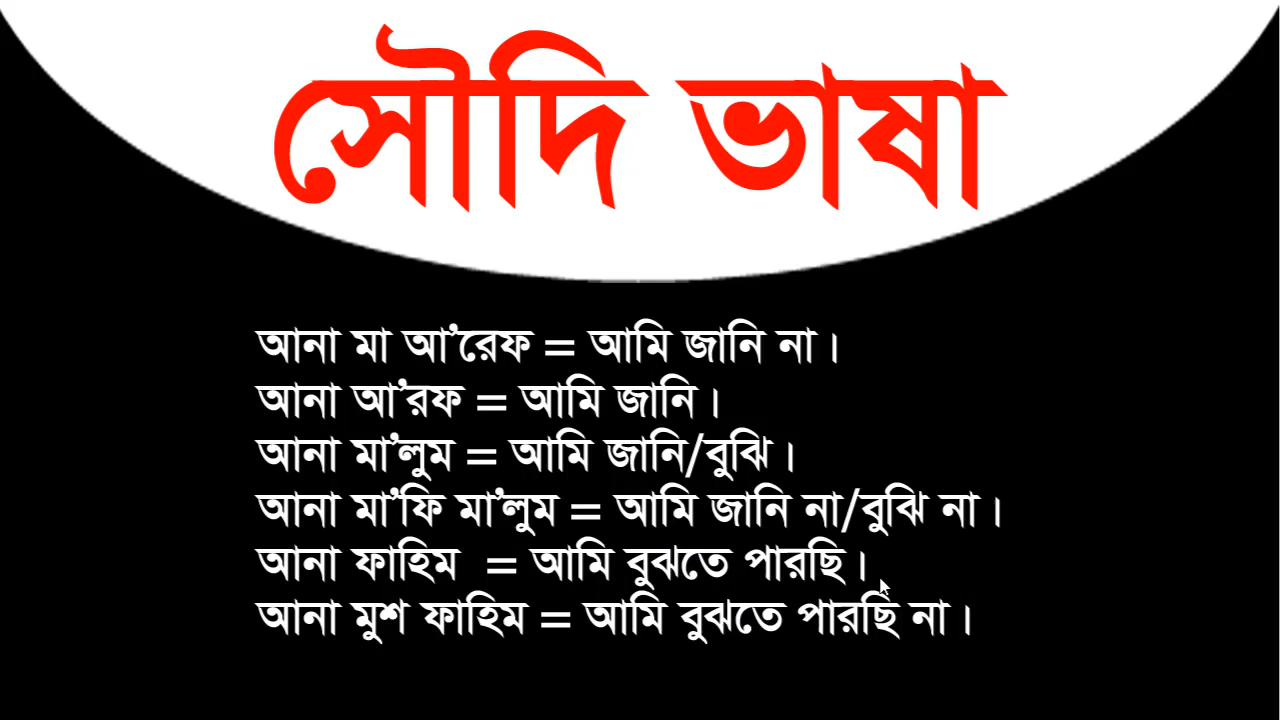 সৌদি ভাষা
আনা মা আ'রেফ = আমি জানি না।
আনা আ'রফ = আমি জানি।
আনা মা'লুম = আমি জানি/বুঝি।
আনা মা'ফি মা'লুম = আমি জানি না/বুঝি না।
আনা ফাহিম = আমি বুঝতে পারছি।
আনা মুশ ফাহিম = আমি বুঝতে পারছি না।